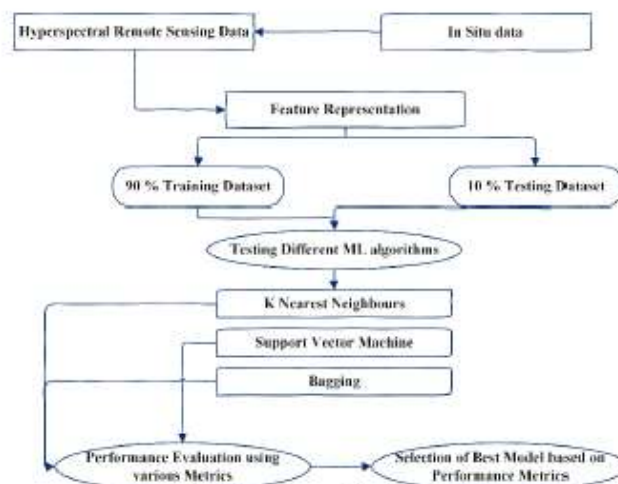 Hyperspectral Remote Sensing Data
In Situ data
Feature Representation
90 % Training Dataset
10 % Testing Dataset
Testing Different ML algorithms
K Nearest Neighbours
Support Vector Machine
Bagging
Performance Evaluation using
various Metrics
Selection of Best Model based on
Performance Metrics